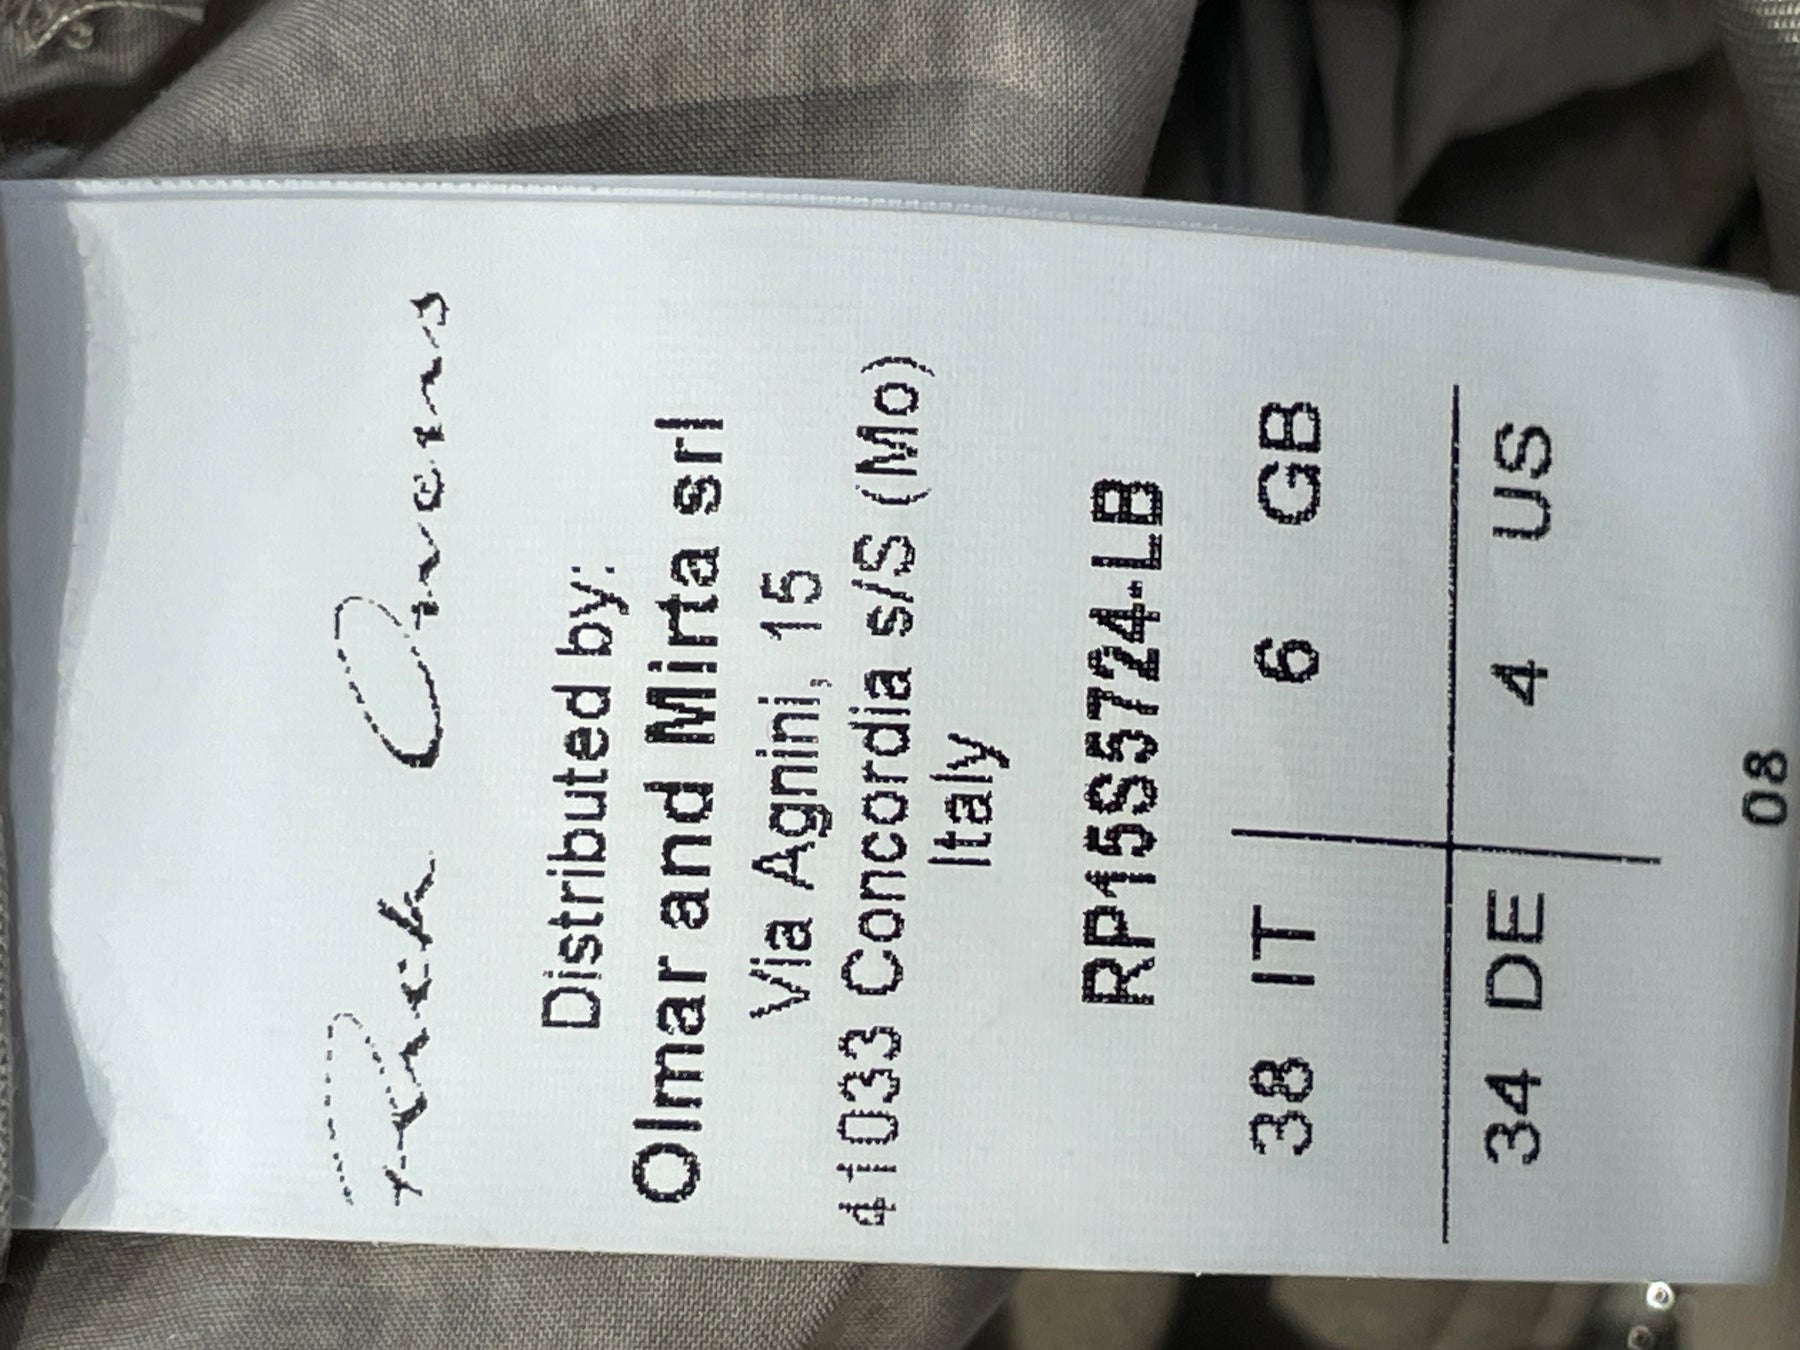 Rick Owens
Distributed by:
Olmar and Mirta srl
Via Agnini, 15
41033 Concordia s/S (Mo)
Italy
RP15S5724-LB
38 IT 6 GB
34 DE 4 US
08